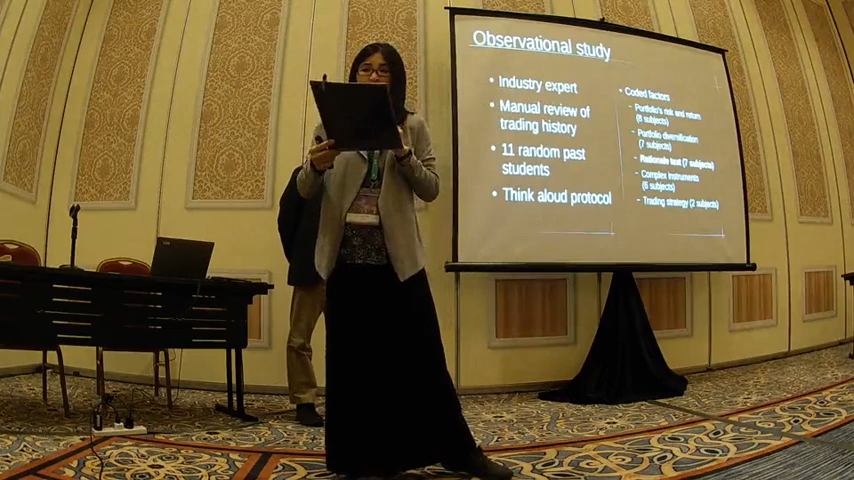 Observational study
• Industry expert
• Manual review of
trading history
• 11 random past
students
• Think aloud protocol
• Coded factors
– Portfolio's risk and return
(8 subjects)
– Portfolio diversification
(7 subjects)
– Rationale text (7 subjects)
– Complex instruments
(6 subjects)
– Trading strategy (2 subjects)